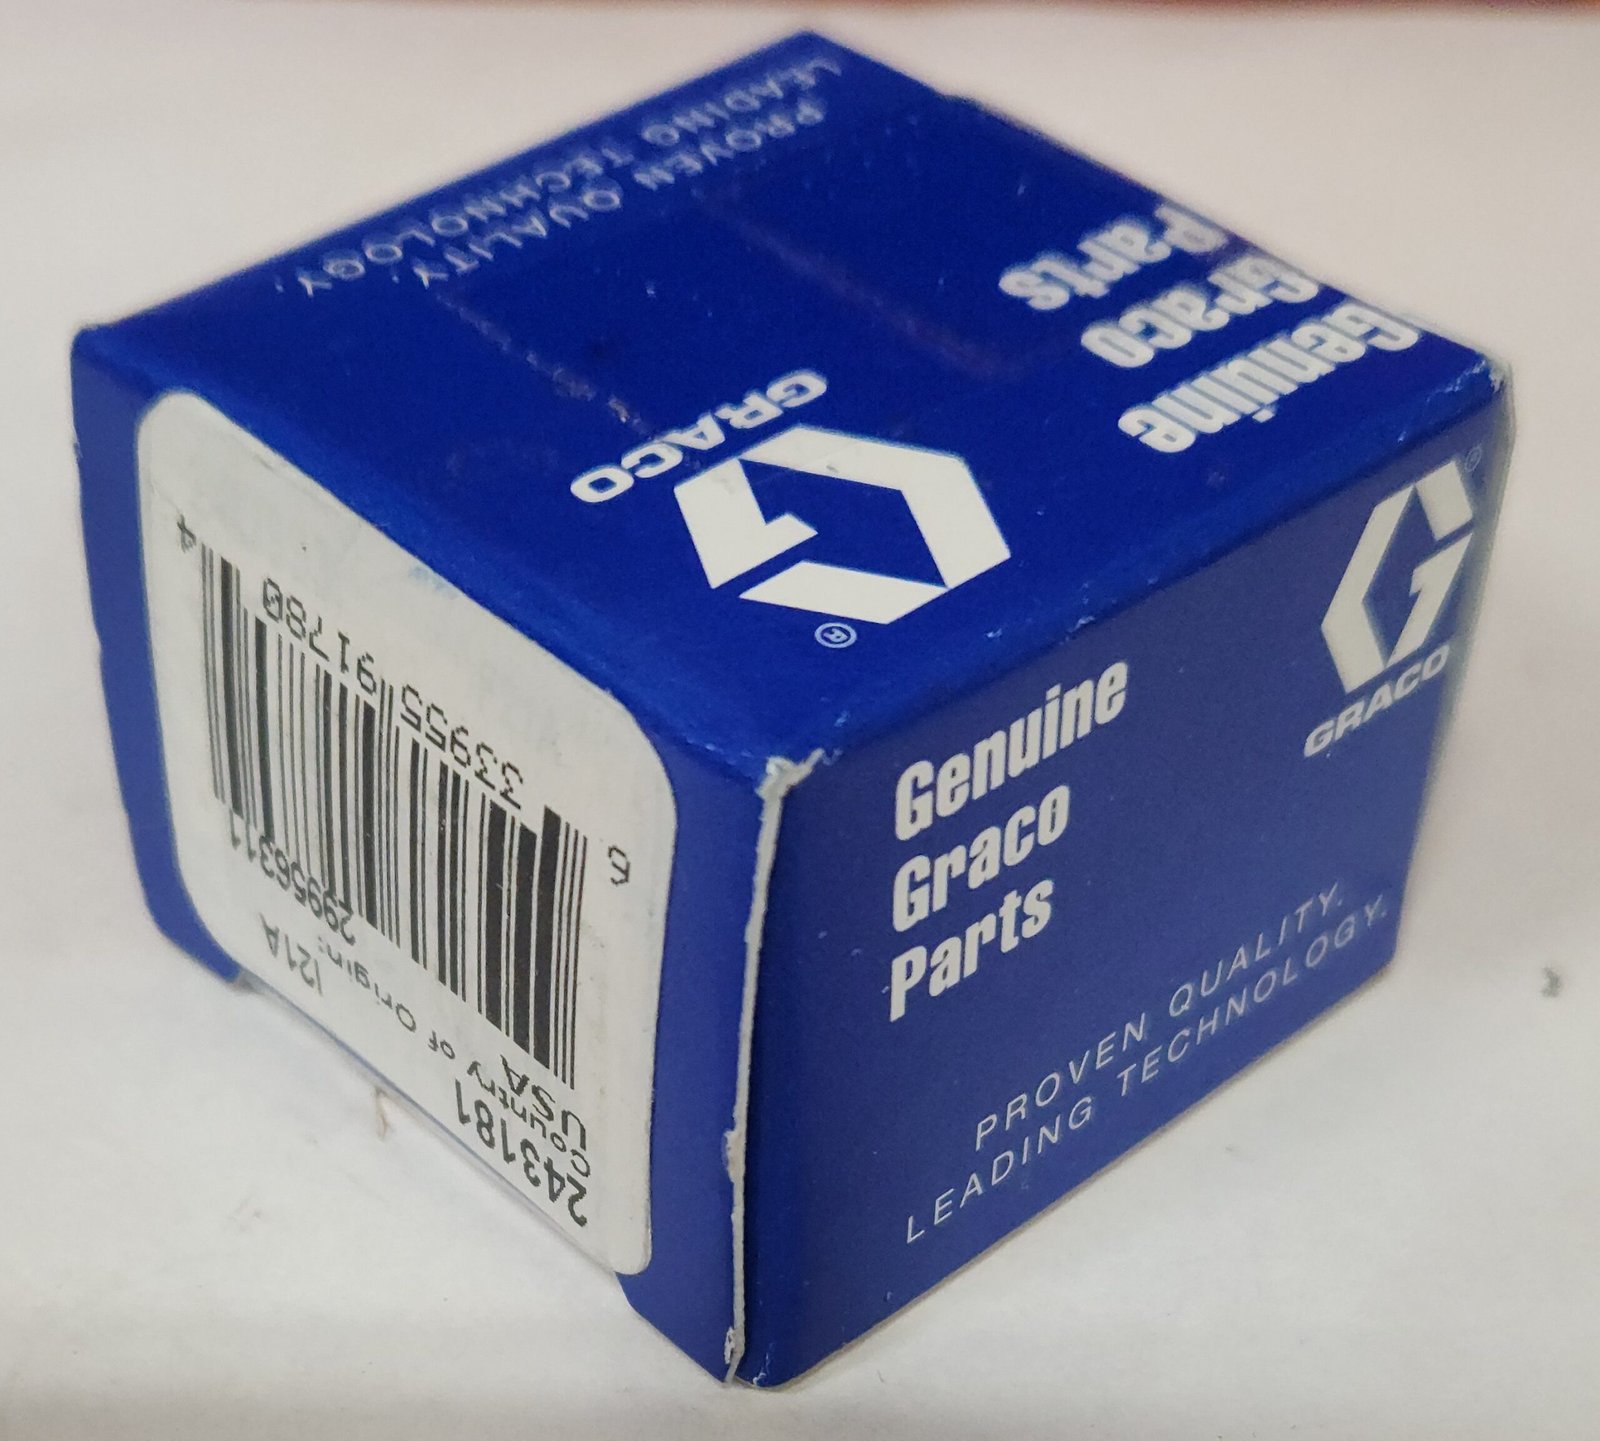 PROVEN QUALITY.
LEADING TECHNOLOGY.
GRACO
®
Genuine
Graco
Parts
243181 I21A
Country of Origin: 29956311
USA
6 33955 91780 4
Genuine
Graco
Parts
GRACO
®
PROVEN QUALITY.
LEADING TECHNOLOGY.